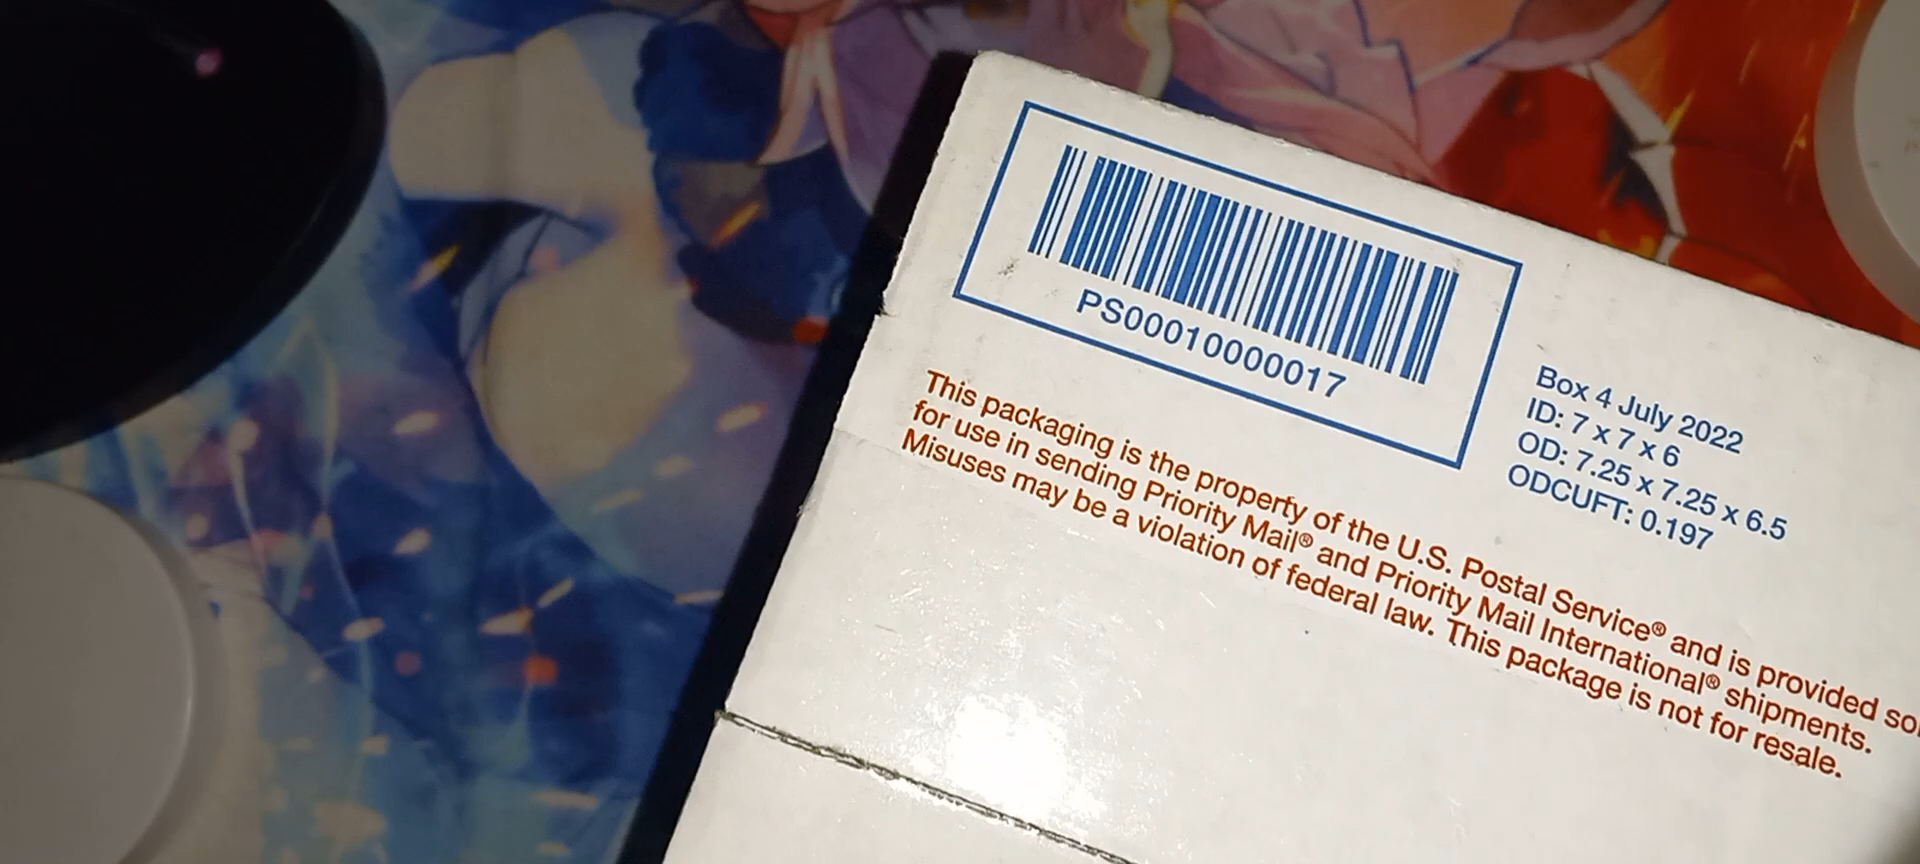 PS00010000017
Box 4 July 2022
ID: 7 x 7 x 6
OD: 7.25 x 7.25 x 6.5
ODCUFT: 0.197
This packaging is the property of the U.S. Postal Service® and is provided
for use in sending Priority Mail® and Priority Mail International® shipments.
Misuses may be a violation of federal law. This package is not for resale.